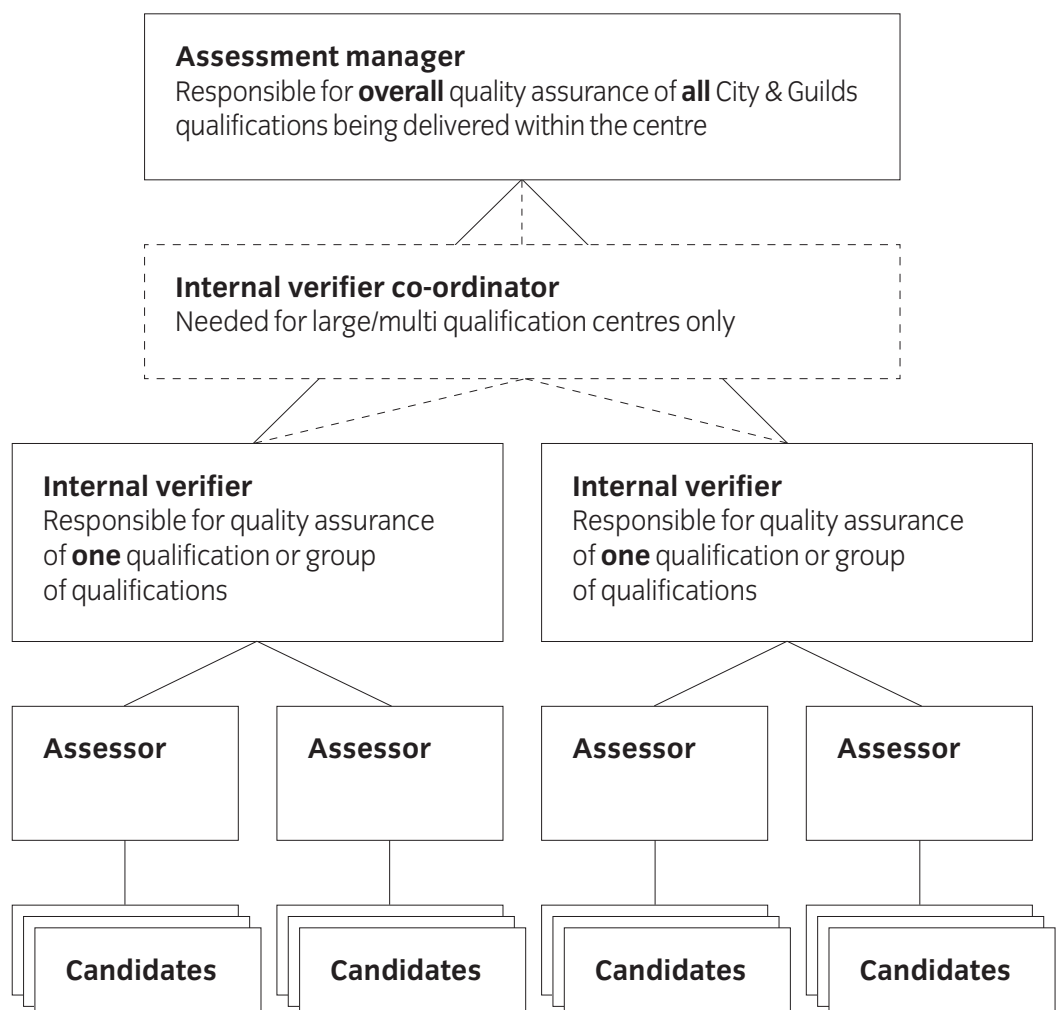 Assessment manager
Responsible for overall quality assurance of all City & Guilds
qualifications being delivered within the centre
Internal verifier co-ordinator
Needed for large/multi qualification centres only
Internal verifier
Responsible for quality assurance
of one qualification or group
of qualifications
Internal verifier
Responsible for quality assurance
of one qualification or group
of qualifications
Assessor
Assessor
Assessor
Assessor
Candidates
Candidates
Candidates
Candidates